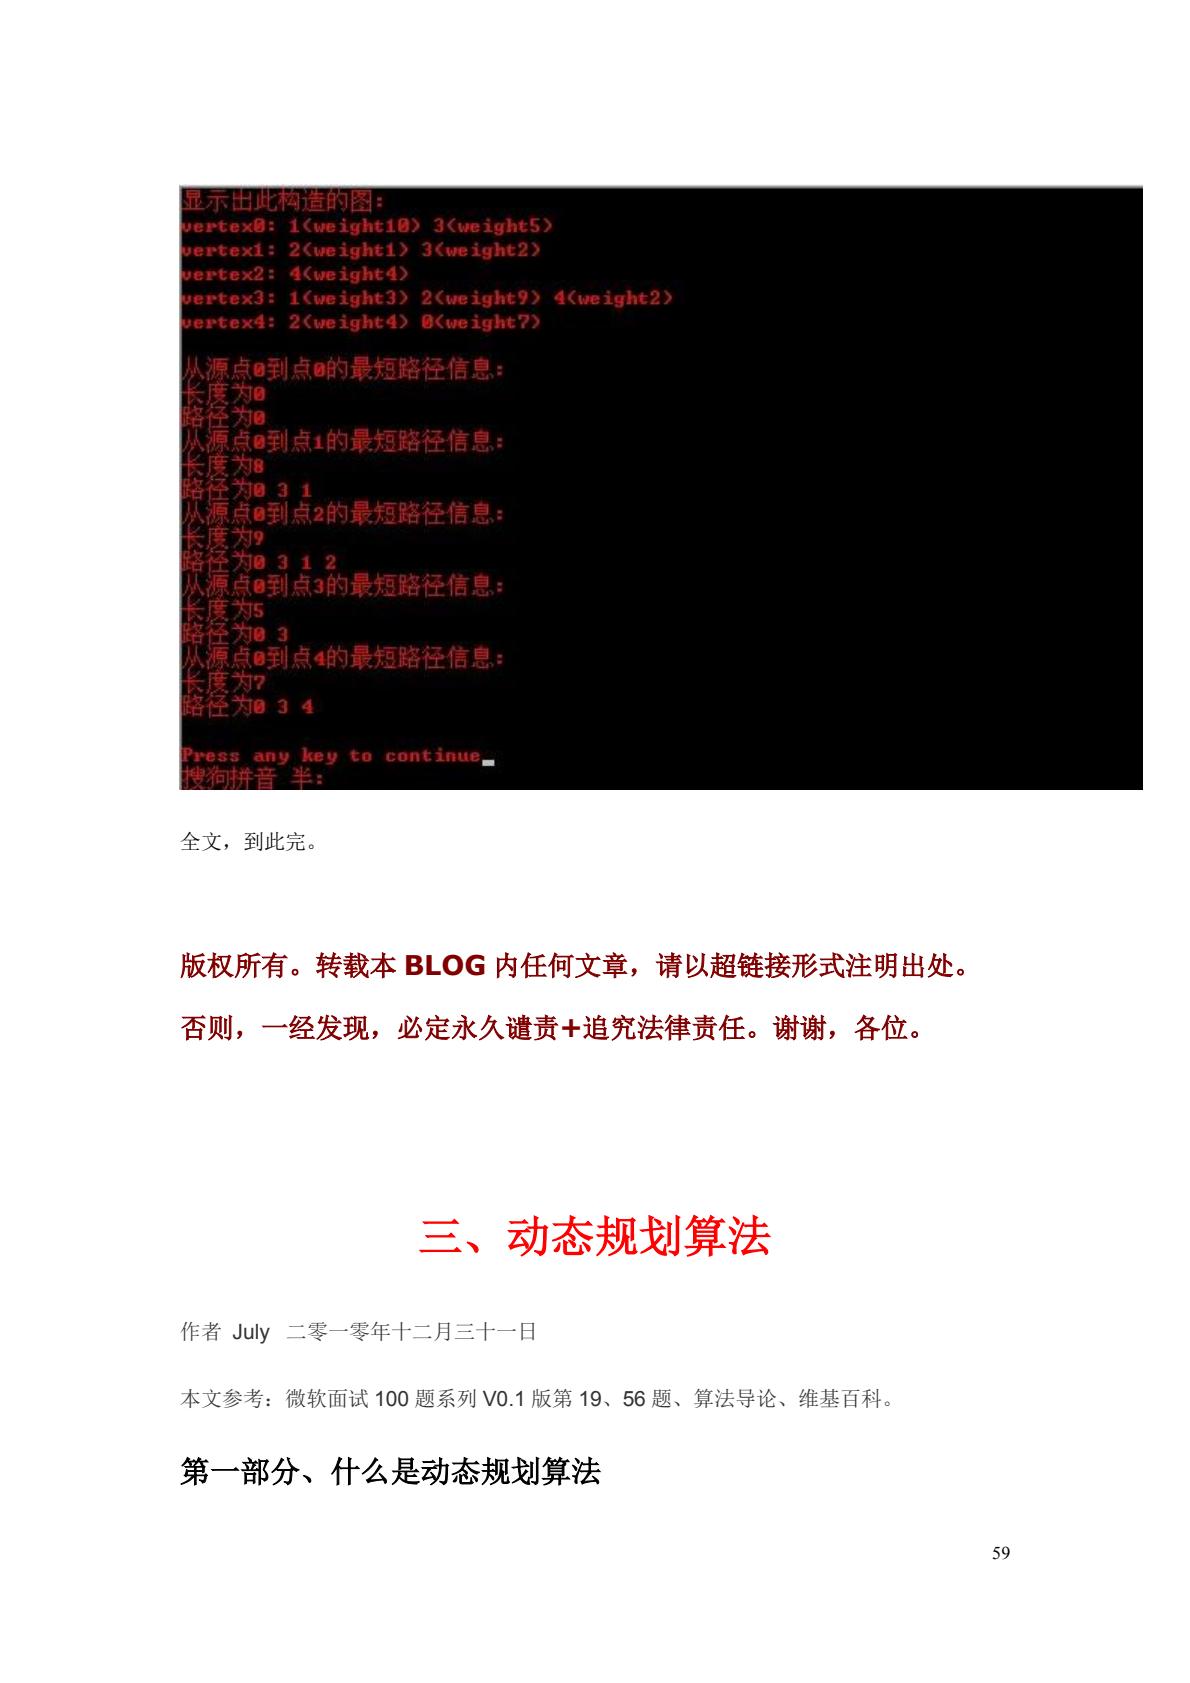 显示出此构造的图:
vertex0: 1(weight10) 3(weight5)
vertex1: 2(weight1) 3(weight2)
vertex2: 4(weight4)
vertex3: 1(weight3) 2(weight9) 4(weight2)
vertex4: 2(weight4) 0(weight7)
从源点0到点0的最短路径信息:
长度为0
路径为0
从源点0到点1的最短路径信息:
长度为8
路径为0 3 1
从源点0到点2的最短路径信息:
长度为9
路径为0 3 1 2
从源点0到点3的最短路径信息:
长度为5
路径为0 3
从源点0到点4的最短路径信息:
长度为7
路径为0 3 4
Press any key to continue_
搜狗拼音 半:
全文，到此完。
版权所有。转载本 BLOG 内任何文章，请以超链接形式注明出处。
否则，一经发现，必定永久谴责+追究法律责任。谢谢，各位。
三、动态规划算法
作者 July 二零一零年十二月三十一日
本文参考：微软面试 100 题系列 V0.1 版第 19、56 题、算法导论、维基百科。
第一部分、什么是动态规划算法
59